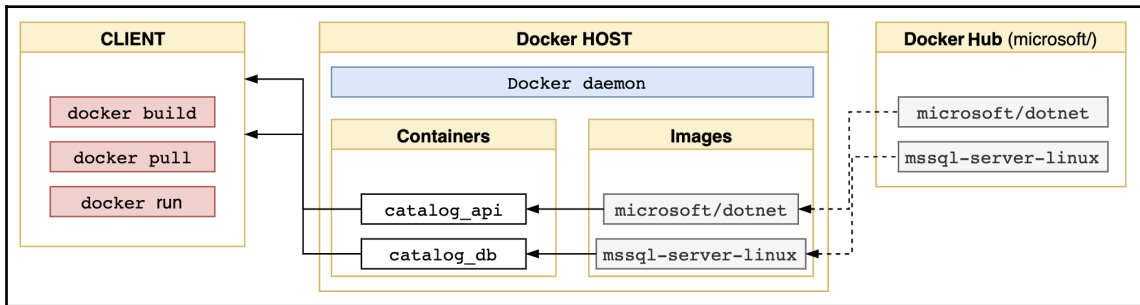 CLIENT
docker build
docker pull
docker run
Docker HOST
Docker daemon
Containers
catalog_api
catalog_db
Images
microsoft/dotnet
mssql-server-linux
Docker Hub (microsoft/)
microsoft/dotnet
mssql-server-linux